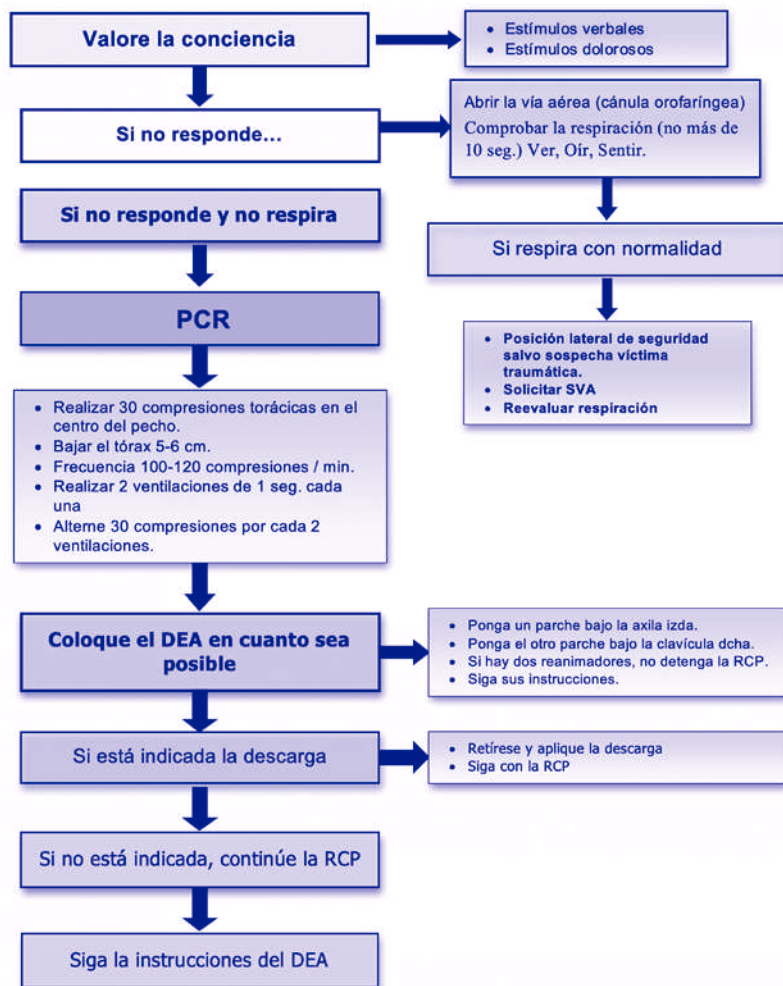 Valore la conciencia
• Estímulos verbales
• Estímulos dolorosos
Si no responde...
Abrir la vía aérea (cánula orofaríngea)
Comprobar la respiración (no más de
10 seg.) Ver, Oír, Sentir.
Si no responde y no respira
Si respira con normalidad
PCR
• Posición lateral de seguridad
salvo sospecha víctima
traumática.
• Solicitar SVA
• Reevaluar respiración
• Realizar 30 compresiones torácicas en el
centro del pecho.
• Bajar el tórax 5-6 cm.
• Frecuencia 100-120 compresiones / min.
• Realizar 2 ventilaciones de 1 seg. cada
una
• Alterne 30 compresiones por cada 2
ventilaciones.
Coloque el DEA en cuanto sea
posible
• Ponga un parche bajo la axila izda.
• Ponga el otro parche bajo la clavícula dcha.
• Si hay dos reanimadores, no detenga la RCP.
• Siga sus instrucciones.
Si está indicada la descarga
• Retírese y aplique la descarga
• Siga con la RCP
Si no está indicada, continúe la RCP
Siga la instrucciones del DEA